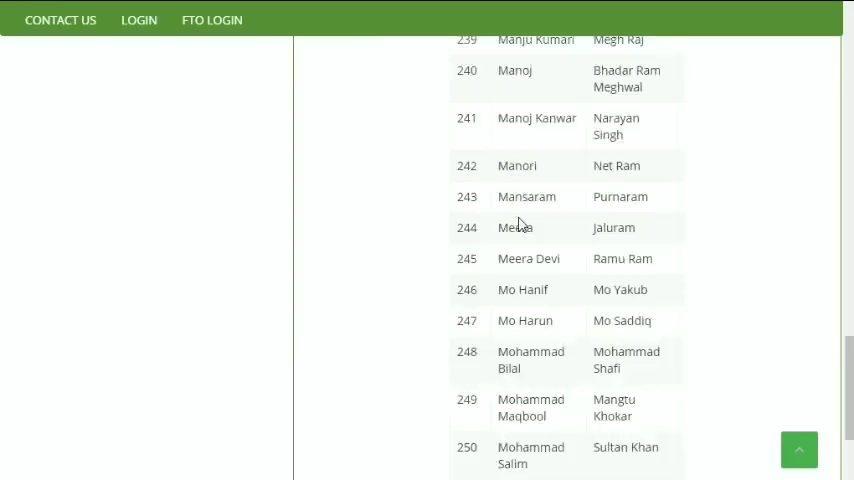 CONTACT US LOGIN FTO LOGIN
239 Manju Kumari Megh Raj
240 Manoj Bhadar Ram
Meghwal
241 Manoj Kanwar Narayan
Singh
242 Manori Net Ram
243 Mansaram Purnaram
244 Meera Jaluram
245 Meera Devi Ramu Ram
246 Mo Hanif Mo Yakub
247 Mo Harun Mo Saddiq
248 Mohammad Mohammad
Bilal Shafi
249 Mohammad Mangtu
Maqbool Khokar
250 Mohammad Sultan Khan
Salim